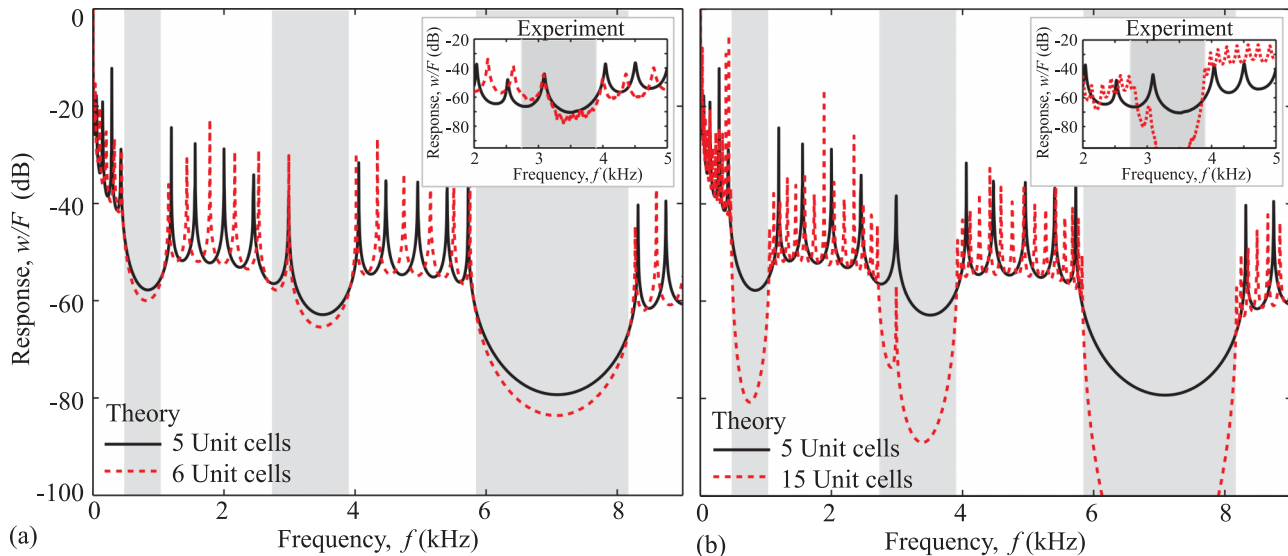 0
-20
-40
-60
-80
-100
Response, w/F (dB)
0
2
4
6
8
Frequency, f (kHz)
(a)
Theory
5 Unit cells
6 Unit cells
Experiment
-20
-40
-60
-80
Response, w/F (dB)
2
3
4
5
Frequency, f (kHz)
0
2
4
6
8
Frequency, f (kHz)
(b)
Theory
5 Unit cells
15 Unit cells
Experiment
-20
-40
-60
-80
Response, w/F (dB)
2
3
4
5
Frequency, f (kHz)